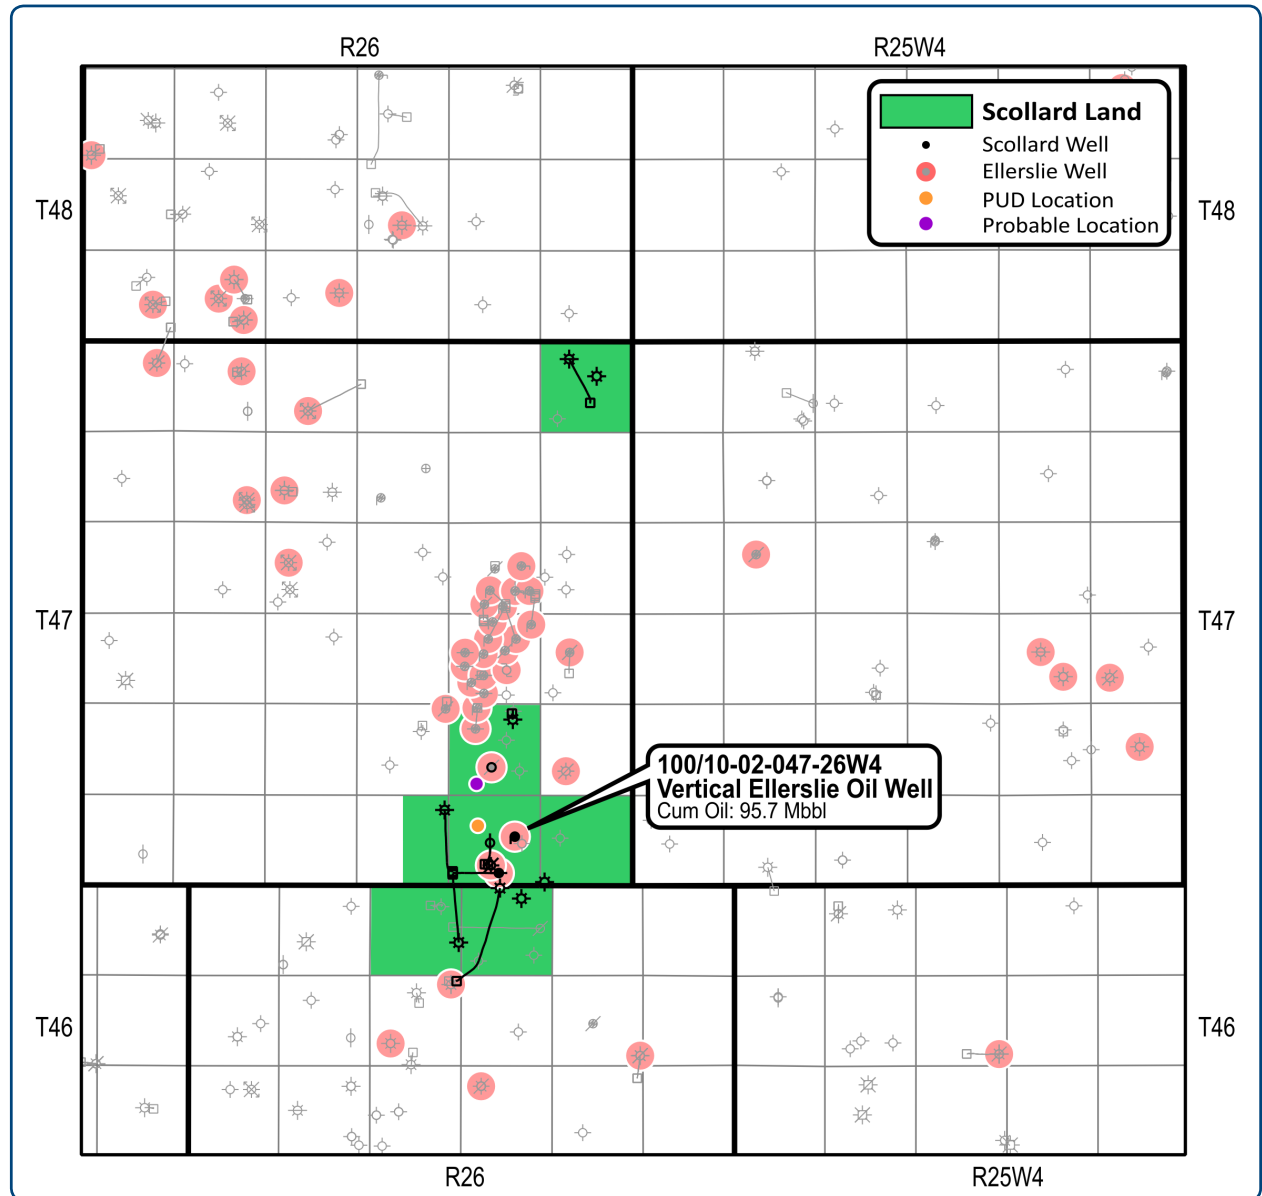 R26
R25W4
Scollard Land
Scollard Well
Ellerslie Well
PUD Location
Probable Location
T48
T48
T47
T47
100/10-02-047-26W4
Vertical Ellerslie Oil Well
Cum Oil: 95.7 Mbbl
T46
T46
R26
R25W4